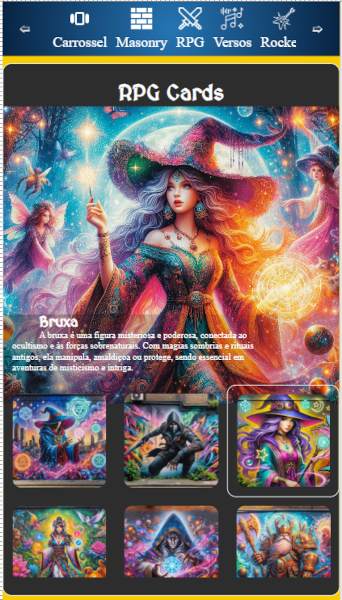 Carrossel Masonry RPG Versos Rocke
RPG Cards
Bruxa
A bruxa é uma figura misteriosa e poderosa, conectada ao
ocultismo e às forças sobrenaturais. Com magias sombrias e rituais
antigos, ela manipula, amaldiçoa ou protege, sendo essencial em
aventuras de misticismo e intriga.